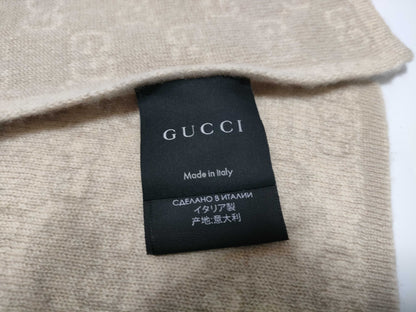 GUCCI
Made in Italy
СДЕЛАНО В ИТАЛИИ
イタリア製
产地:意大利